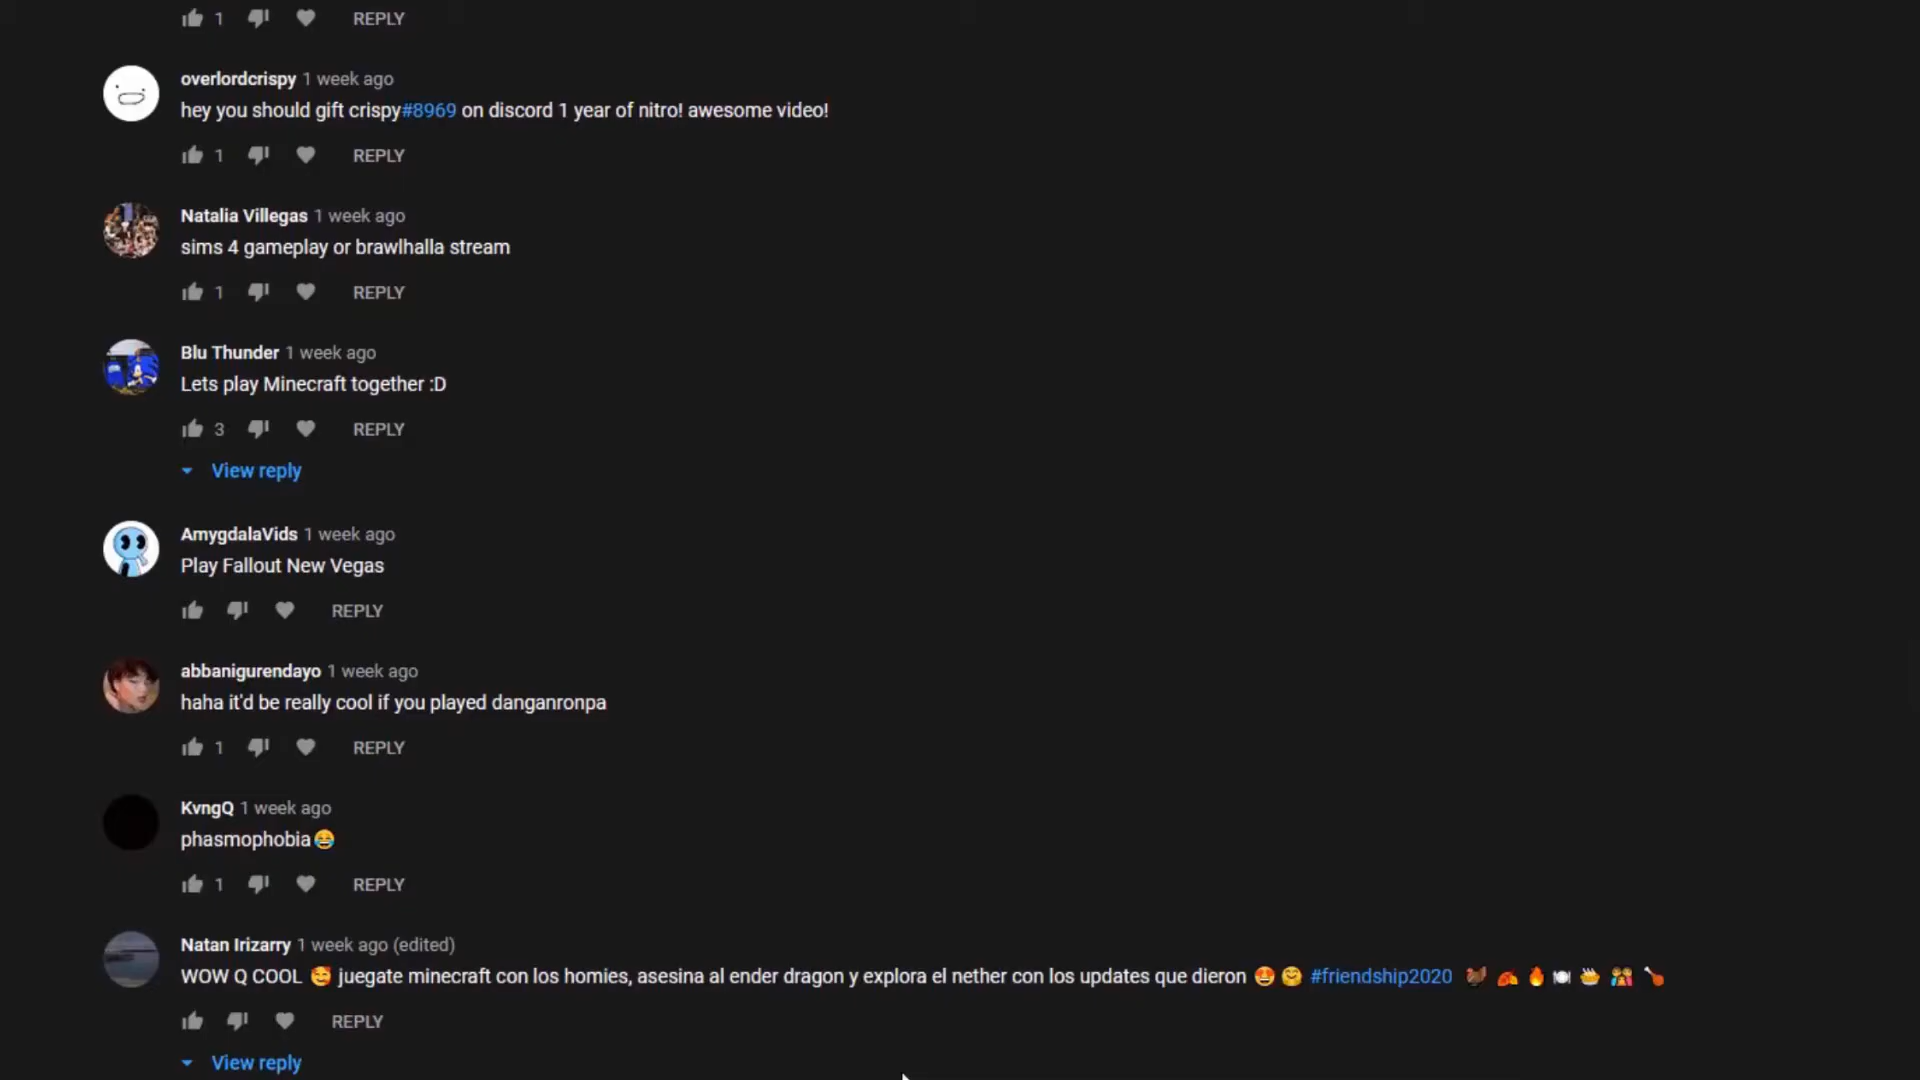 1 REPLY
overlordcrispy 1 week ago
hey you should gift crispy#8969 on discord 1 year of nitro! awesome video!
1 REPLY
Natalia Villegas 1 week ago
sims 4 gameplay or brawlhalla stream
1 REPLY
Blu Thunder 1 week ago
Lets play Minecraft together :D
3 REPLY
View reply
AmygdalaVids 1 week ago
Play Fallout New Vegas
REPLY
abbanigurendayo 1 week ago
haha it'd be really cool if you played danganronpa
1 REPLY
KvngQ 1 week ago
phasmophobia😂
1 REPLY
Natan Irizarry 1 week ago (edited)
WOW Q COOL 🥰 juegate minecraft con los homies, asesina al ender dragon y explora el nether con los updates que dieron 🤩 🤗 #friendship2020 🦃 🍂 🔥 🍽 🥧 👫 🍗
REPLY
View reply